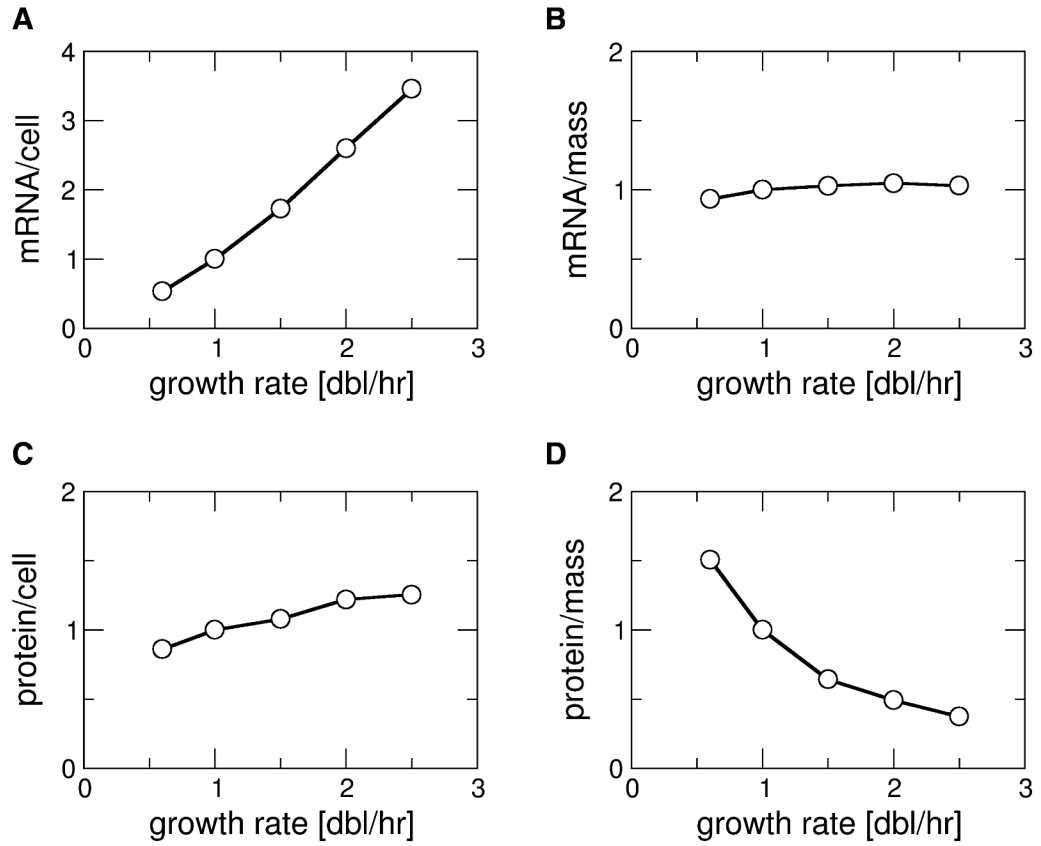 A
4
3
2
1
0
mRNA/cell
0 1 2 3
growth rate [dbl/hr]
B
2
1
0
mRNA/mass
0 1 2 3
growth rate [dbl/hr]
C
2
1
0
protein/cell
0 1 2 3
growth rate [dbl/hr]
D
2
1
0
protein/mass
0 1 2 3
growth rate [dbl/hr]